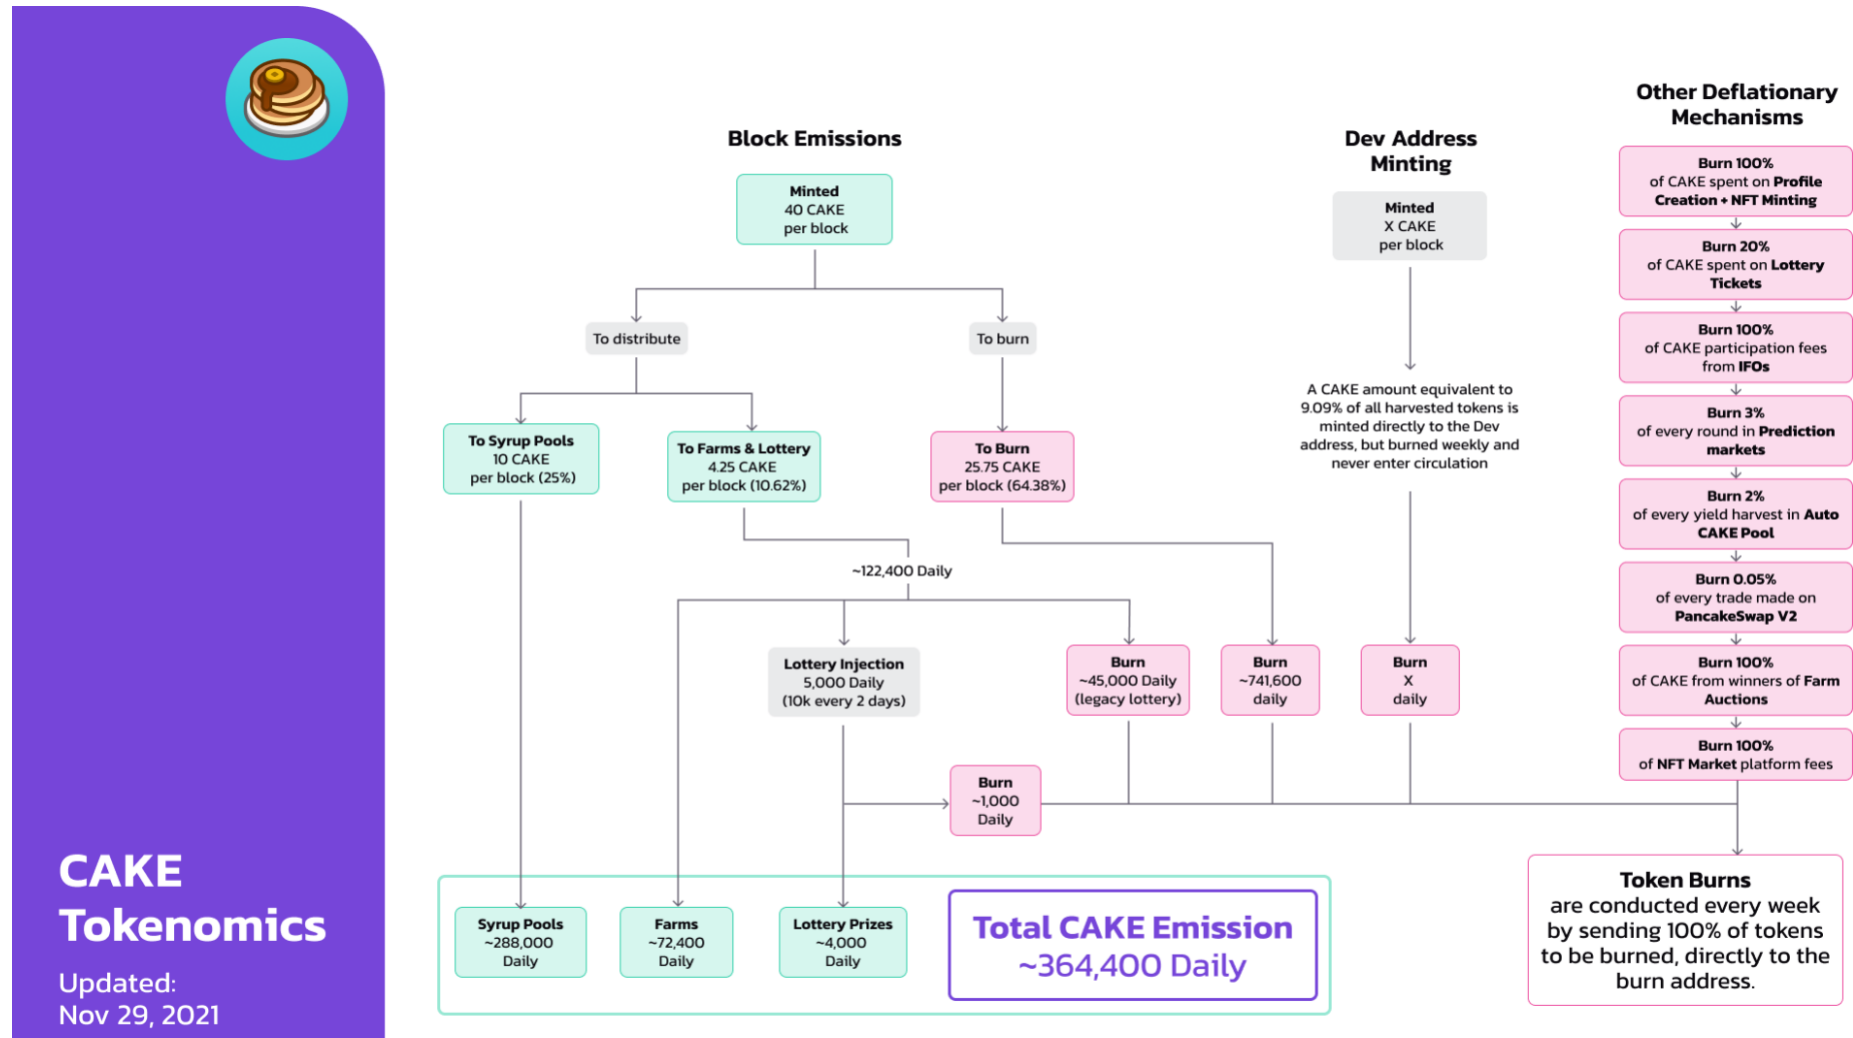 CAKE
Tokenomics
Updated:
Nov 29, 2021
Block Emissions
Minted
40 CAKE
per block
To distribute
To burn
To Syrup Pools
10 CAKE
per block (25%)
To Farms & Lottery
4.25 CAKE
per block (10.62%)
To Burn
25.75 CAKE
per block (64.38%)
~122,400 Daily
Lottery Injection
5,000 Daily
(10k every 2 days)
Burn
~45,000 Daily
(legacy lottery)
Burn
~741,600
daily
Burn
~1,000
Daily
Syrup Pools
~288,000
Daily
Farms
~72,400
Daily
Lottery Prizes
~4,000
Daily
Total CAKE Emission
~364,400 Daily
Dev Address
Minting
Minted
X CAKE
per block
A CAKE amount equivalent to
9.09% of all harvested tokens is
minted directly to the Dev
address, but burned weekly and
never enter circulation
Burn
X
daily
Other Deflationary
Mechanisms
Burn 100%
of CAKE spent on Profile
Creation + NFT Minting
Burn 20%
of CAKE spent on Lottery
Tickets
Burn 100%
of CAKE participation fees
from IFOs
Burn 3%
of every round in Prediction
markets
Burn 2%
of every yield harvest in Auto
CAKE Pool
Burn 0.05%
of every trade made on
PancakeSwap V2
Burn 100%
of CAKE from winners of Farm
Auctions
Burn 100%
of NFT Market platform fees
Token Burns
are conducted every week
by sending 100% of tokens
to be burned, directly to the
burn address.